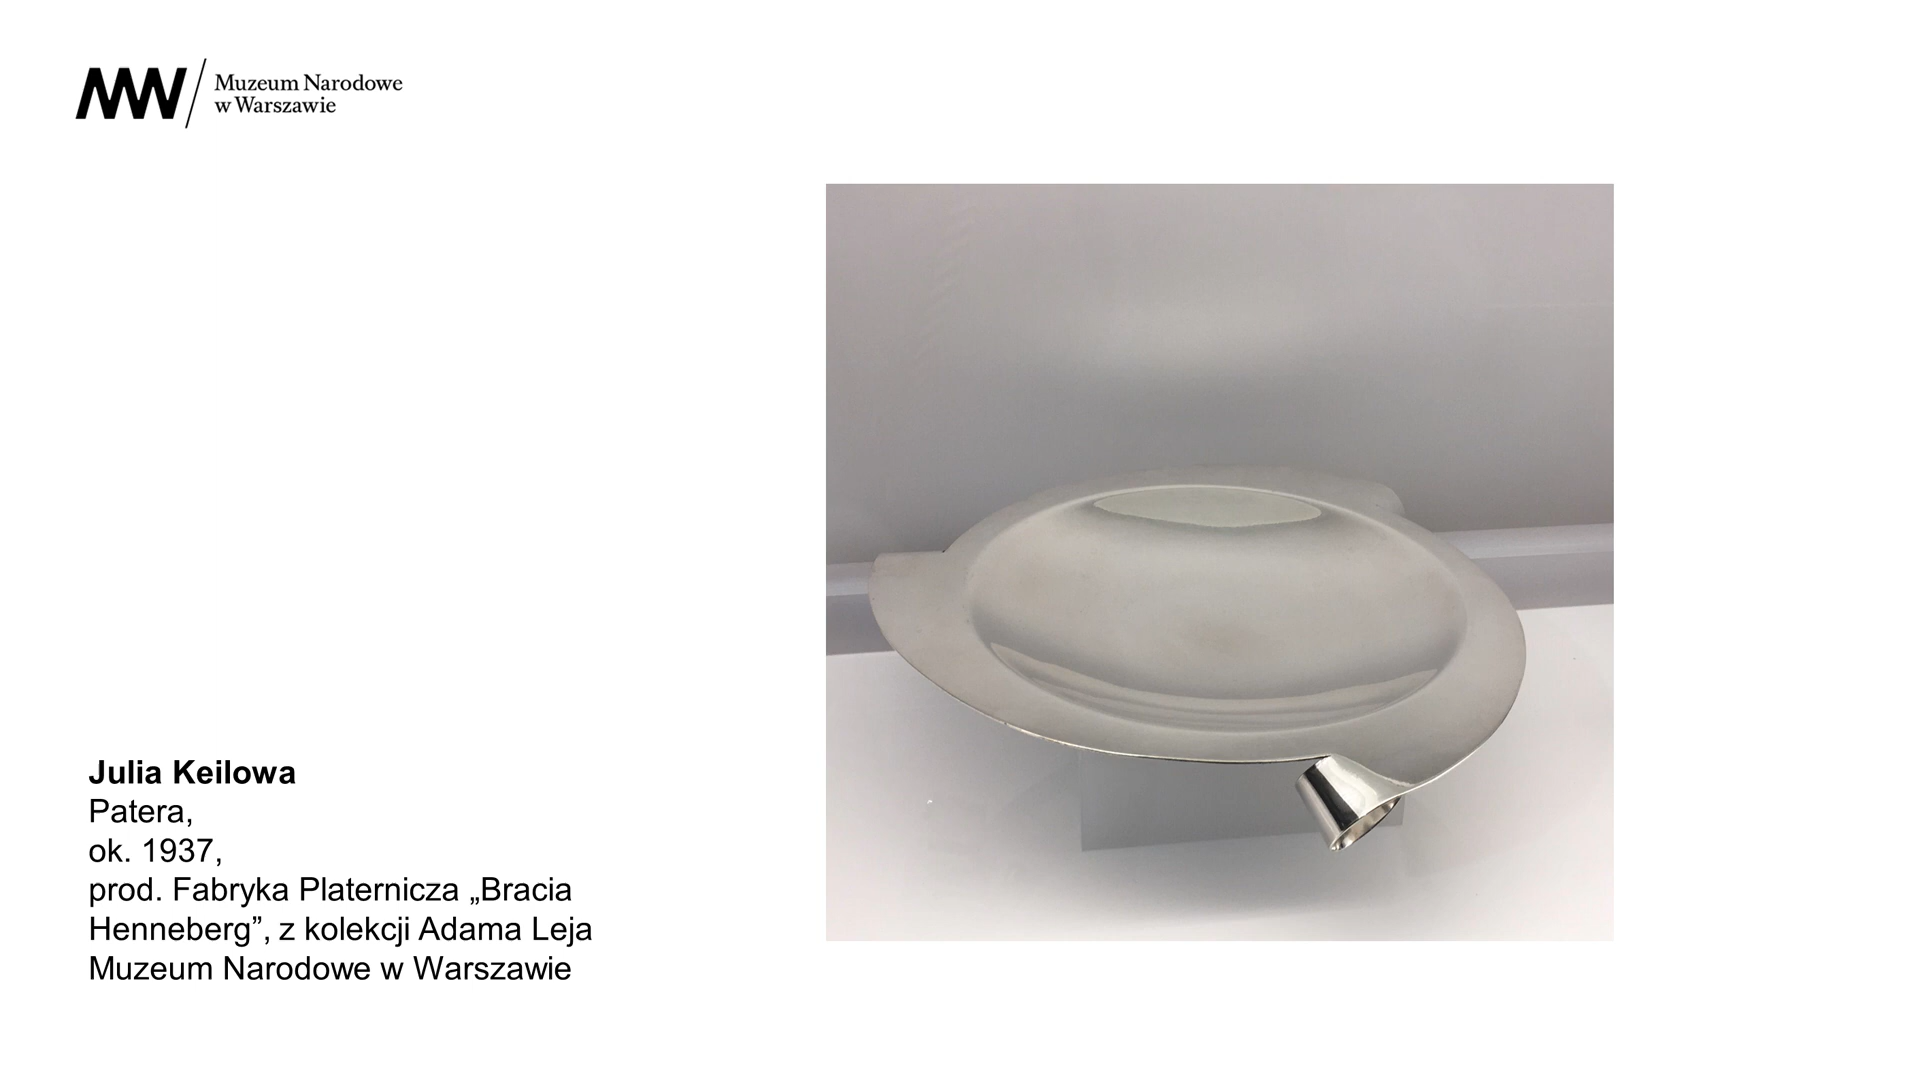 MNW
Muzeum Narodowe
w Warszawie
Julia Keilowa
Patera,
ok. 1937,
prod. Fabryka Platernicza „Bracia
Henneberg”, z kolekcji Adama Leja
Muzeum Narodowe w Warszawie